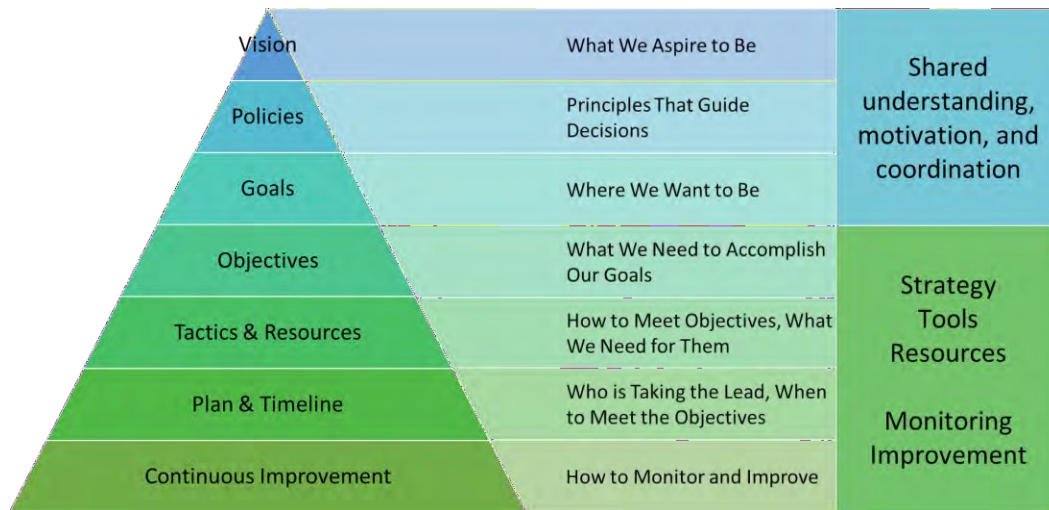 Vision
What We Aspire to Be
Policies
Principles That Guide
Decisions
Goals
Where We Want to Be
Shared
understanding,
motivation, and
coordination
Objectives
What We Need to Accomplish
Our Goals
Tactics & Resources
How to Meet Objectives, What
We Need for Them
Plan & Timeline
Who is Taking the Lead, When
to Meet the Objectives
Continuous Improvement
How to Monitor and Improve
Strategy
Tools
Resources
Monitoring
Improvement